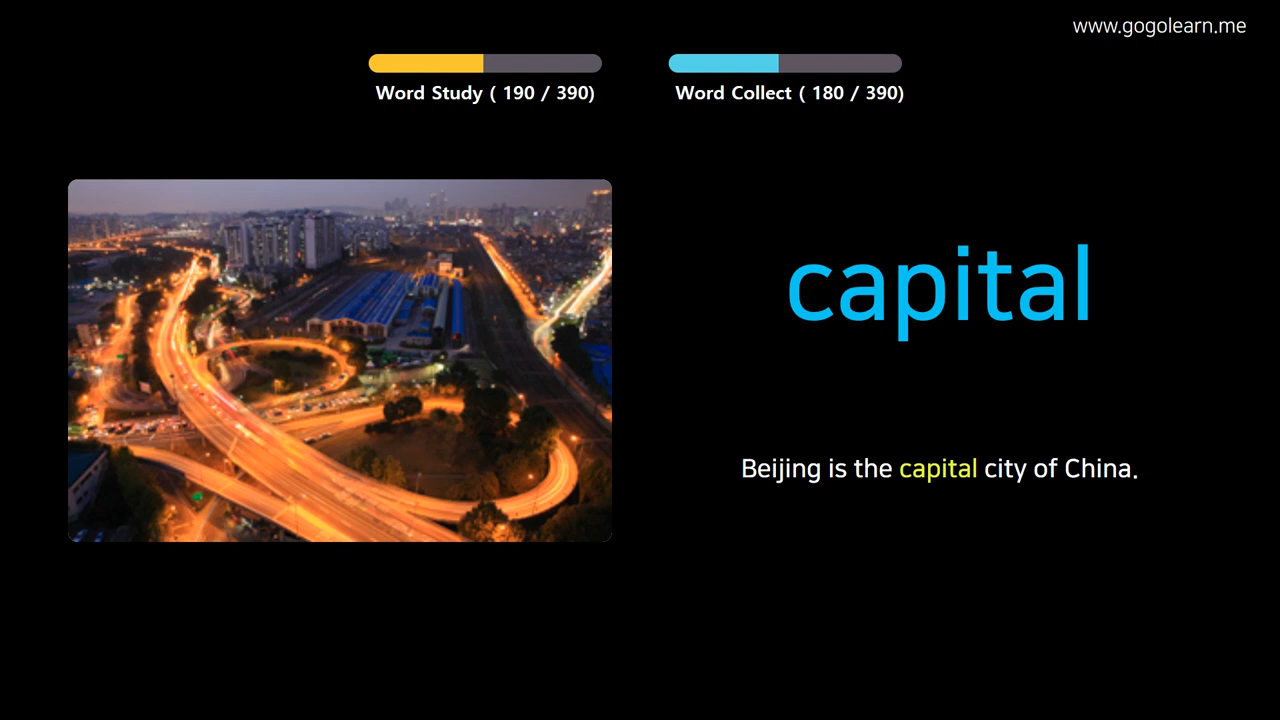 www.gogolearn.me
Word Study ( 190 / 390)
Word Collect ( 180 / 390)
capital
Beijing is the capital city of China.